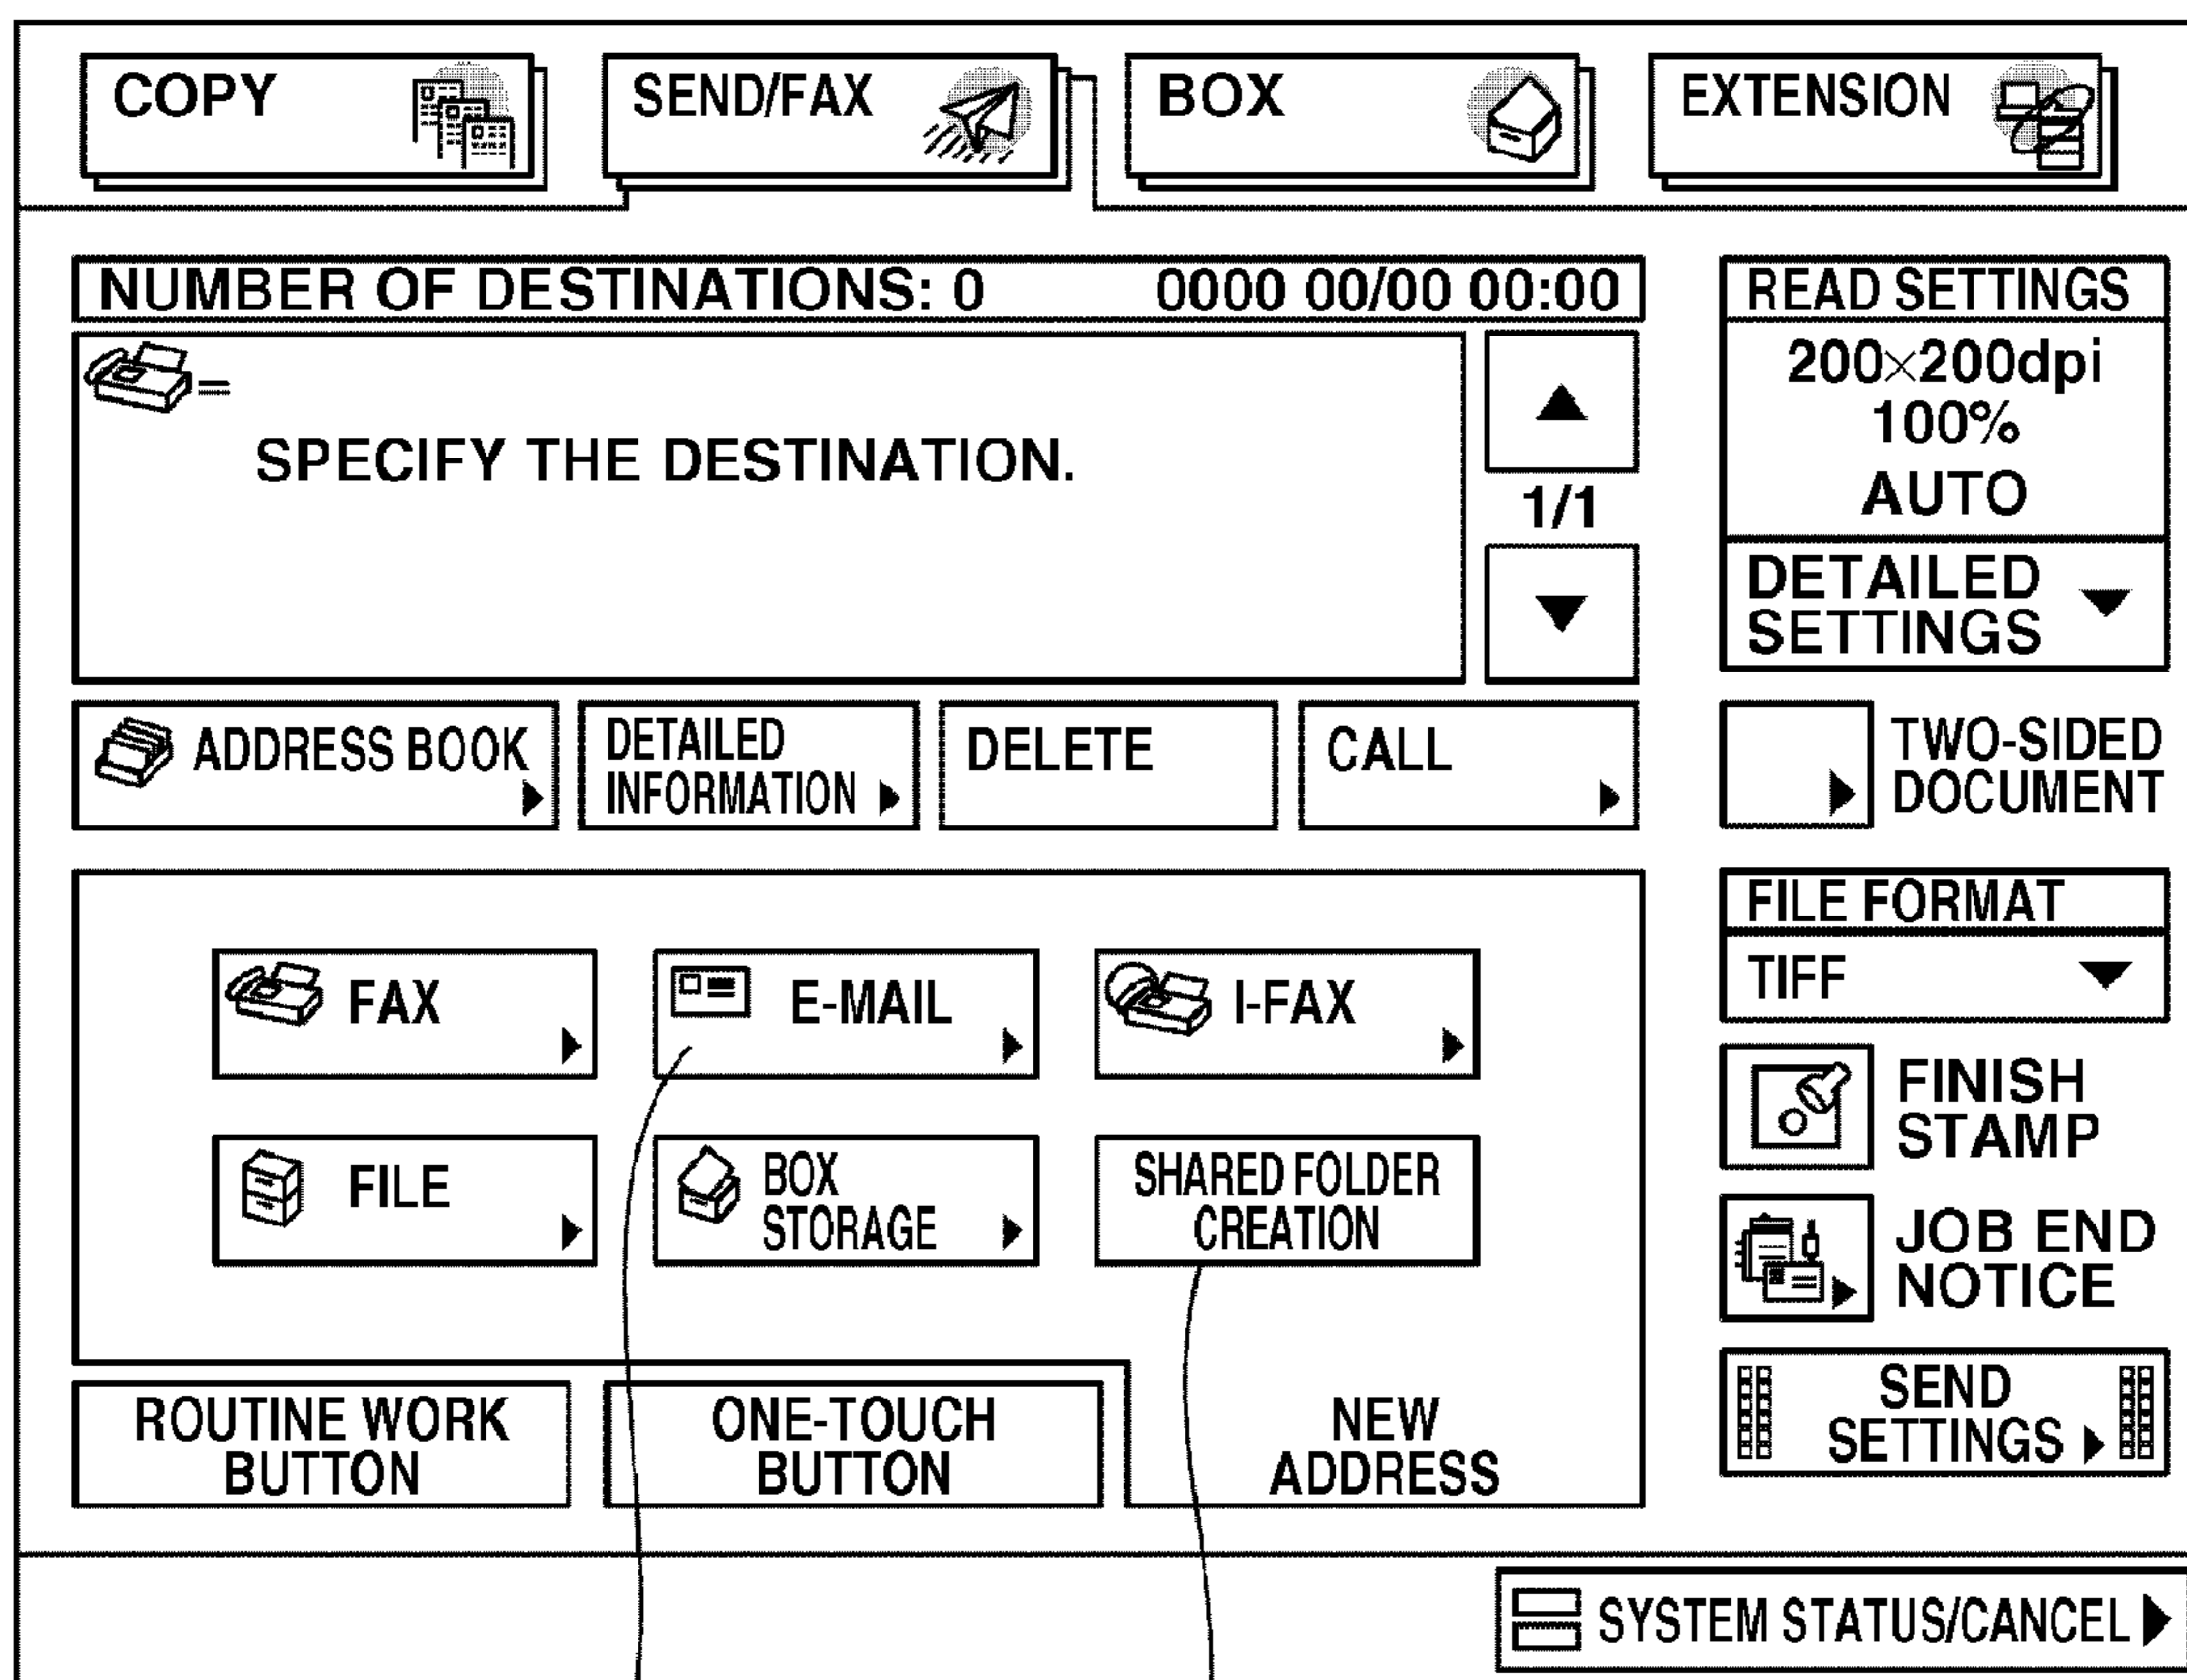 COPY
SEND/FAX
BOX
EXTENSION
NUMBER OF DESTINATIONS: 0 0000 00/00 00:00
=
SPECIFY THE DESTINATION.
1/1
READ SETTINGS
200×200dpi
100%
AUTO
DETAILED
SETTINGS
ADDRESS BOOK
DETAILED
INFORMATION
DELETE
CALL
TWO-SIDED
DOCUMENT
FAX
E-MAIL
I-FAX
FILE
BOX
STORAGE
SHARED FOLDER
CREATION
FILE FORMAT
TIFF
FINISH
STAMP
JOB END
NOTICE
ROUTINE WORK
BUTTON
ONE-TOUCH
BUTTON
NEW
ADDRESS
SEND
SETTINGS
SYSTEM STATUS/CANCEL